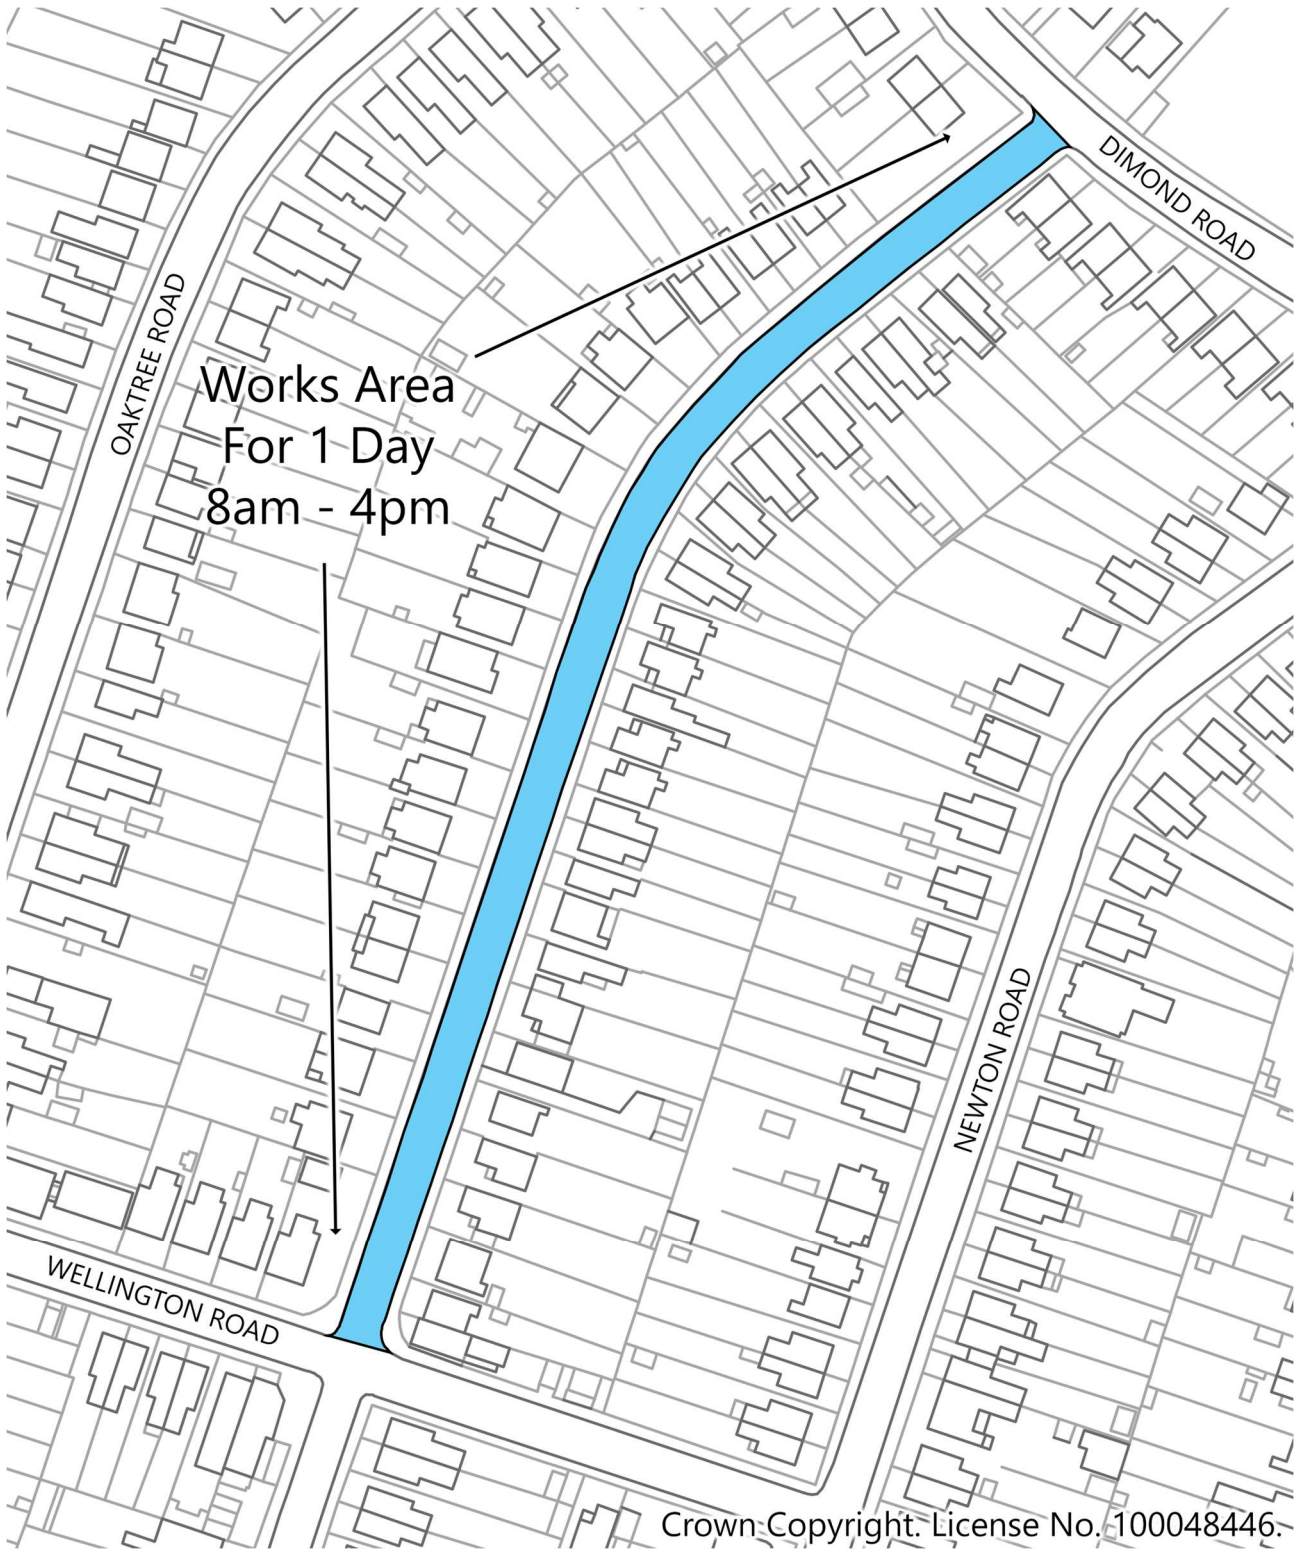 DIMOND ROAD
OAKTREE ROAD
Works Area
For 1 Day
8am - 4pm
NEWTON ROAD
WELLINGTON ROAD
Crown Copyright. License No. 100048446.